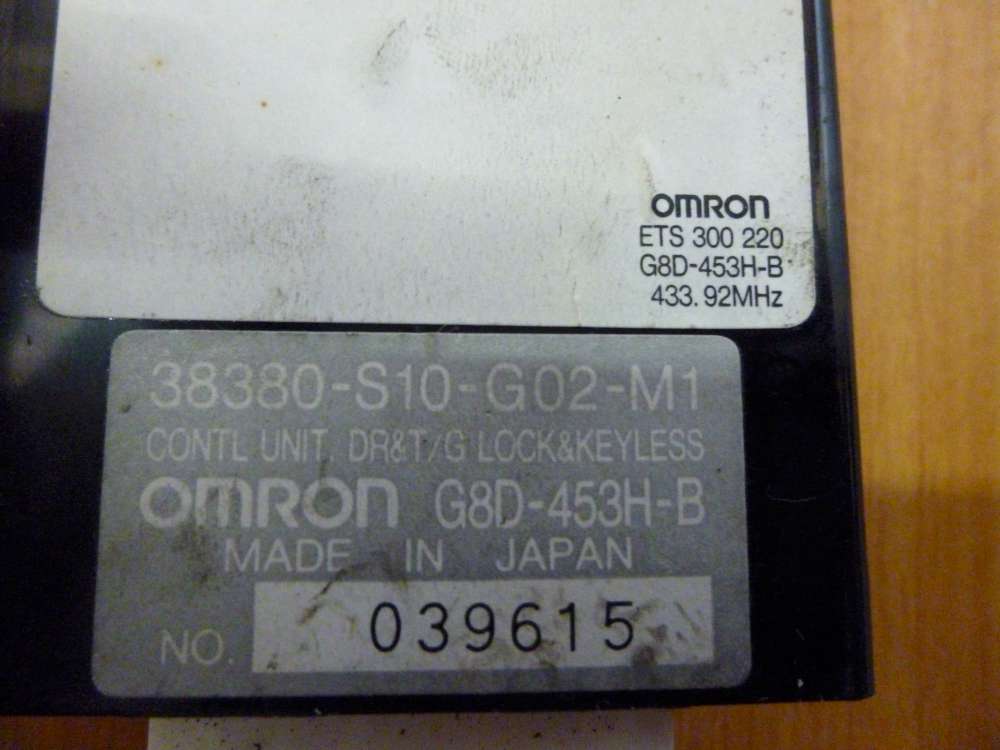 OMRON
ETS 300 220
G8D-453H-B
433.92MHz
38380-S10-G02-M1
CONTL UNIT, DR&T/G LOCK&KEYLESS
OMRON G8D-453H-B
MADE IN JAPAN
NO. 039615